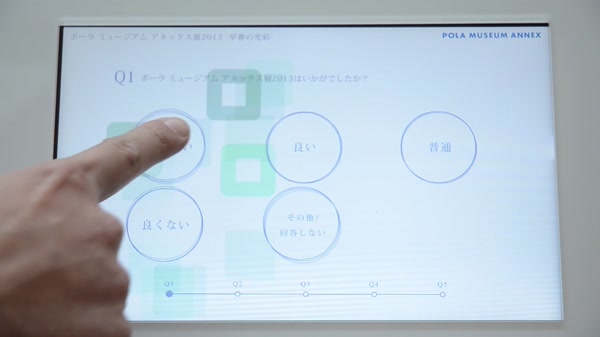 ポーラ ミュージアム アネックス展2013 -早春の光彩-
POLA MUSEUM ANNEX
Q1 ポーラ ミュージアム アネックス展2013はいかがでしたか？
い
良い
普通
良くない
その他/
回答しない
Q1 Q2 Q3 Q4 Q5